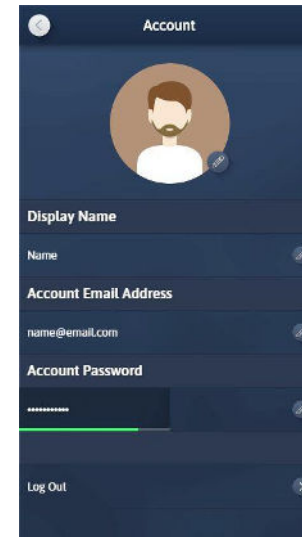 Account
Display Name
Name
Account Email Address
name@email.com
Account Password
•••••••••••
Log Out